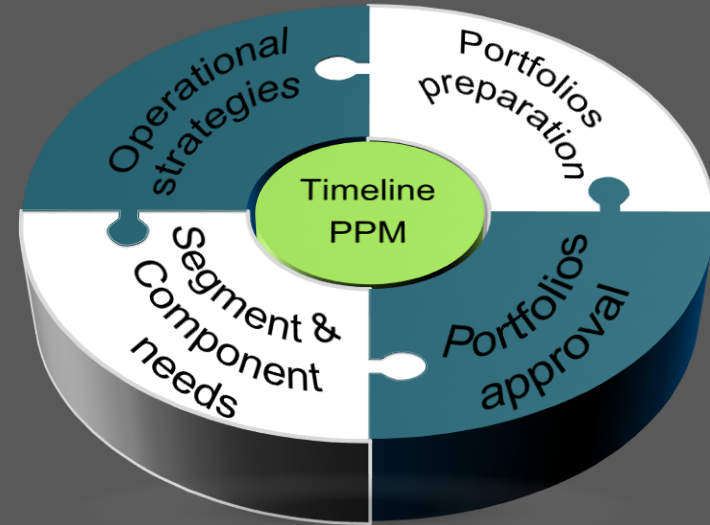 Operational
strategies
Portfolios
preparation
Timeline
PPM
Segment &
Component
needs
Portfolios
approval